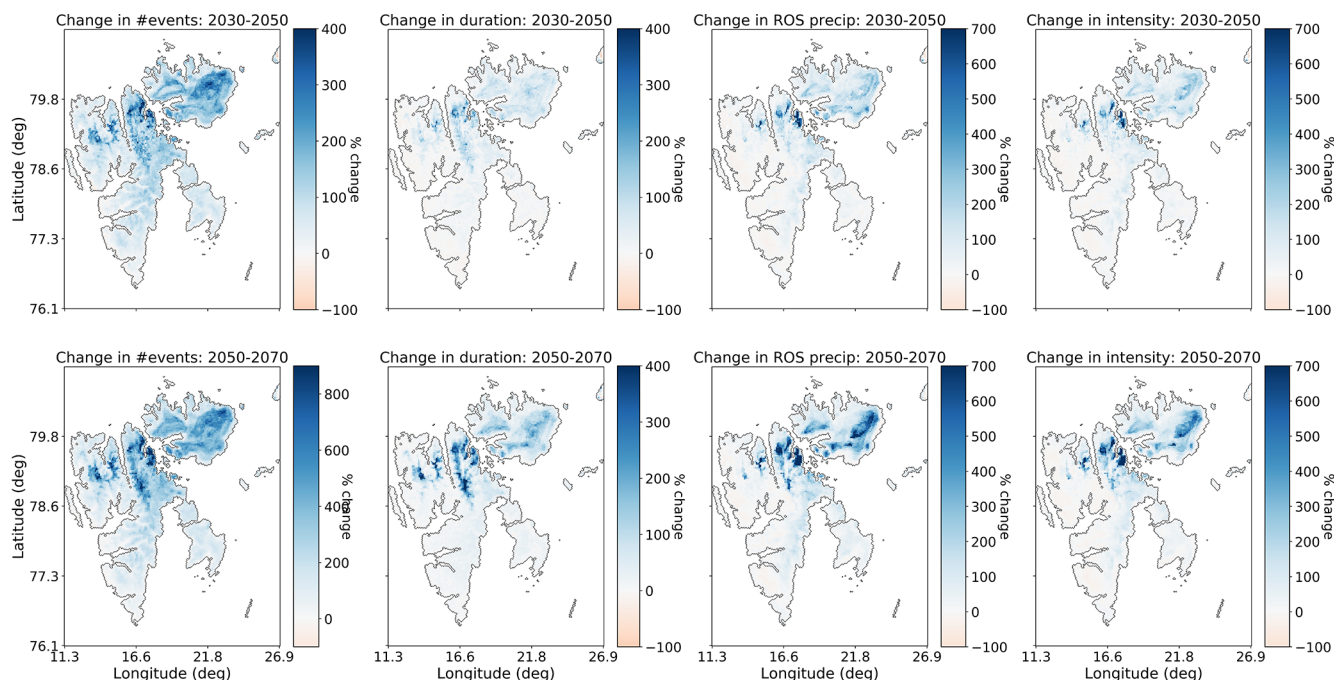 Change in #events: 2030-2050
Change in duration: 2030-2050
Change in ROS precip: 2030-2050
Change in intensity: 2030-2050
Latitude (deg)
79.8
78.6
77.3
76.1
400
300
200
100
0
−100
% change
400
300
200
100
0
−100
% change
700
600
500
400
300
200
100
0
−100
% change
700
600
500
400
300
200
100
0
−100
% change
Change in #events: 2050-2070
Change in duration: 2050-2070
Change in ROS precip: 2050-2070
Change in intensity: 2050-2070
Latitude (deg)
79.8
78.6
77.3
76.1
800
600
400
200
0
% change
400
300
200
100
0
−100
% change
700
600
500
400
300
200
100
0
−100
% change
700
600
500
400
300
200
100
0
−100
% change
11.3 16.6 21.8 26.9
11.3 16.6 21.8 26.9
11.3 16.6 21.8 26.9
11.3 16.6 21.8 26.9
Longitude (deg)
Longitude (deg)
Longitude (deg)
Longitude (deg)